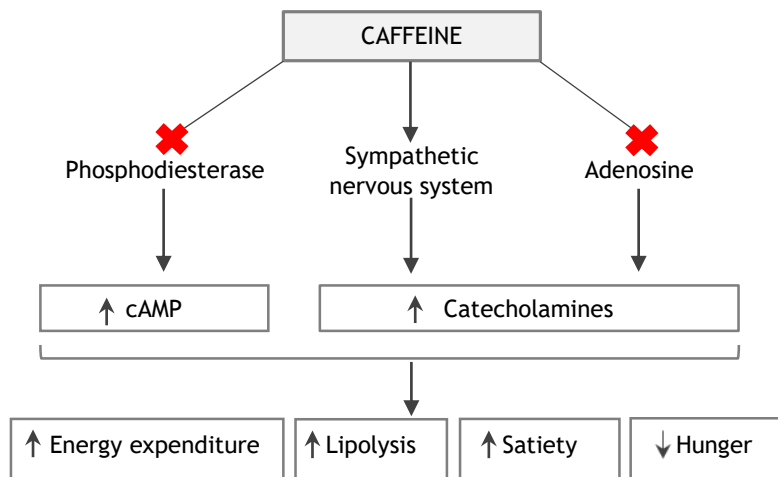 CAFFEINE
Phosphodiesterase
Sympathetic
nervous system
Adenosine
↑ cAMP
↑ Catecholamines
↑ Energy expenditure
↑ Lipolysis
↑ Satiety
↓ Hunger